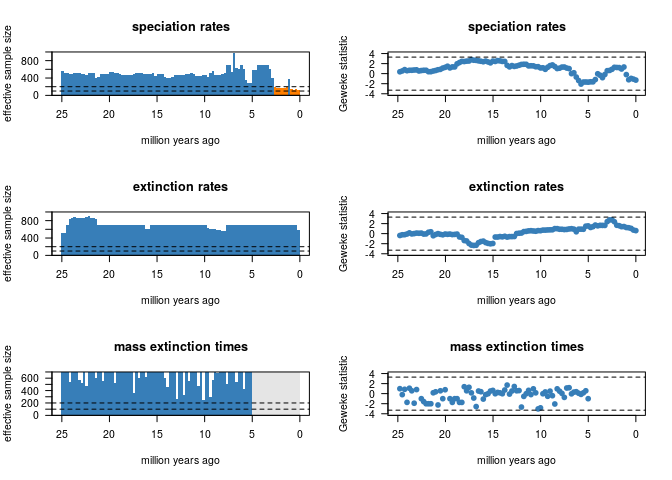 speciation rates
effective sample size
800
400
0
25 20 15 10 5 0
million years ago
speciation rates
Geweke statistic
4
2
0
-2
-4
25 20 15 10 5 0
million years ago
extinction rates
effective sample size
800
400
0
25 20 15 10 5 0
million years ago
extinction rates
Geweke statistic
4
2
0
-2
-4
25 20 15 10 5 0
million years ago
mass extinction times
effective sample size
600
400
200
0
25 20 15 10 5 0
million years ago
mass extinction times
Geweke statistic
4
2
0
-2
-4
25 20 15 10 5 0
million years ago